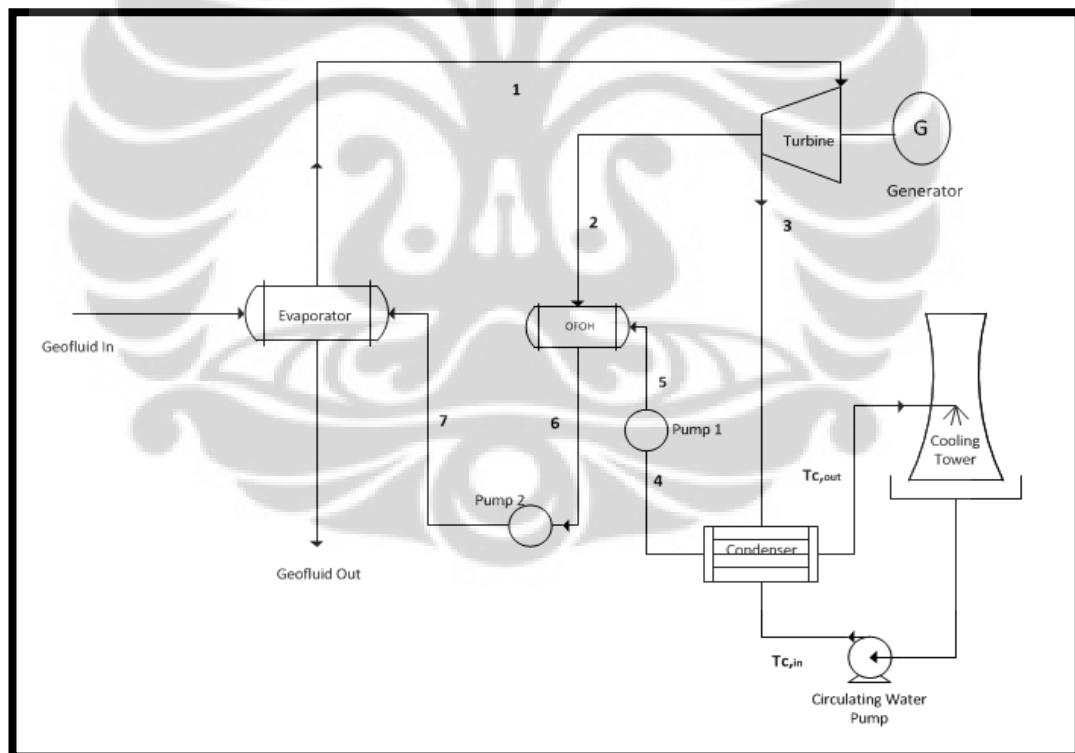 1
Turbine
G
Generator
2
3
Evaporator
OFOH
Geofluid In
5
7
6
Pump 1
Cooling
Tower
4
Tc,out
Pump 2
Condenser
Geofluid Out
Tc,in
Circulating Water
Pump